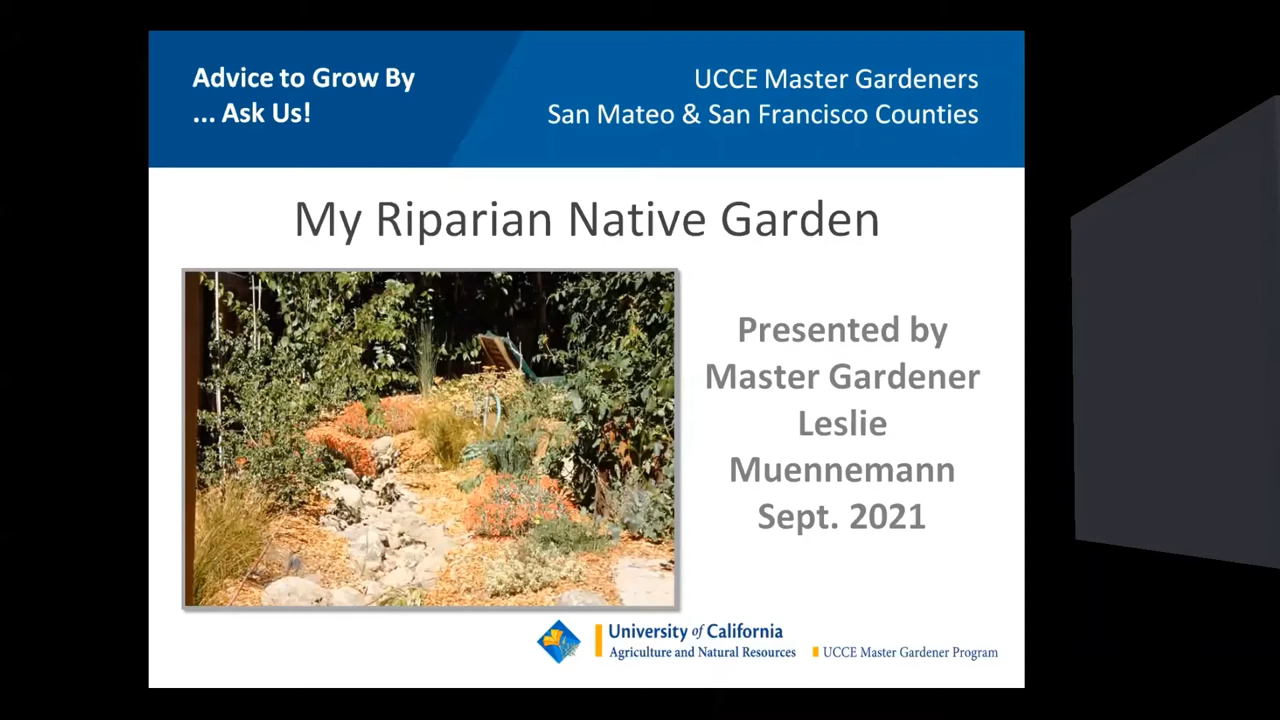 Advice to Grow By
... Ask Us!
UCCE Master Gardeners
San Mateo & San Francisco Counties
My Riparian Native Garden
Presented by
Master Gardener
Leslie
Muennemann
Sept. 2021
University of California
Agriculture and Natural Resources
UCCE Master Gardener Program